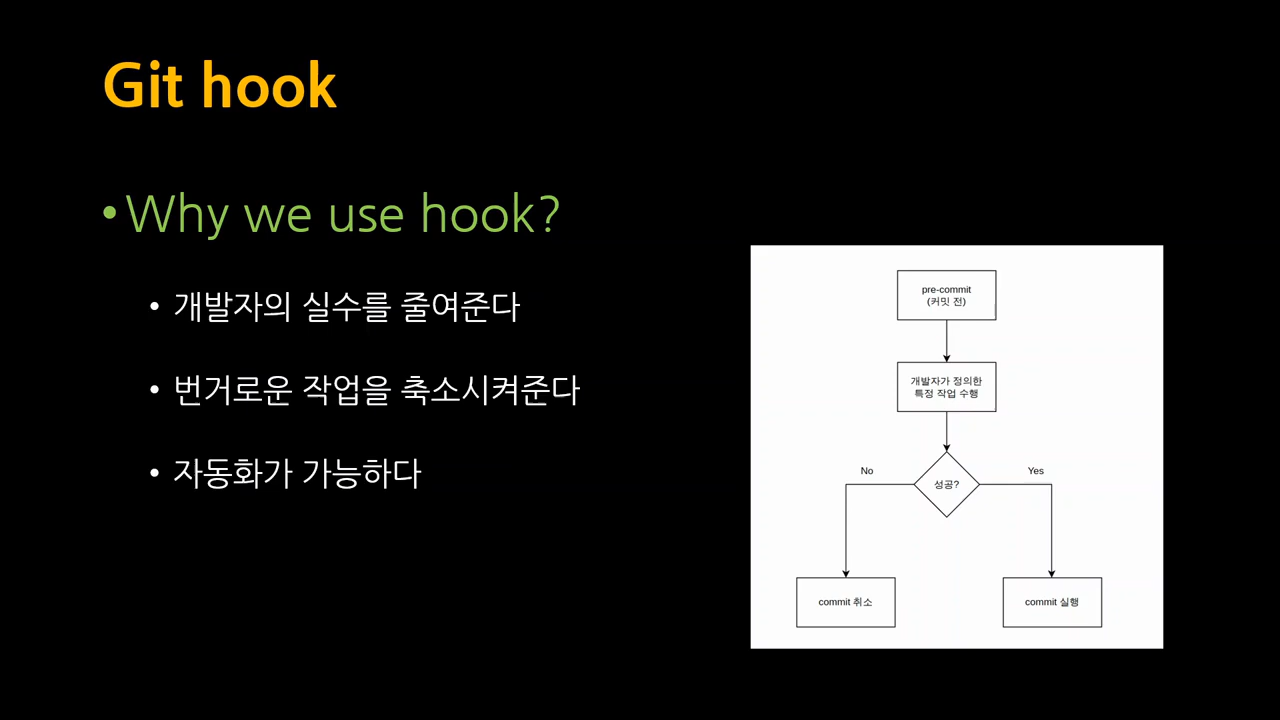 Git hook
•Why we use hook?
• 개발자의 실수를 줄여준다
• 번거로운 작업을 축소시켜준다
• 자동화가 가능하다
pre-commit
(커밋 전)
개발자가 정의한
특정 작업 수행
성공?
No
Yes
commit 취소
commit 실행